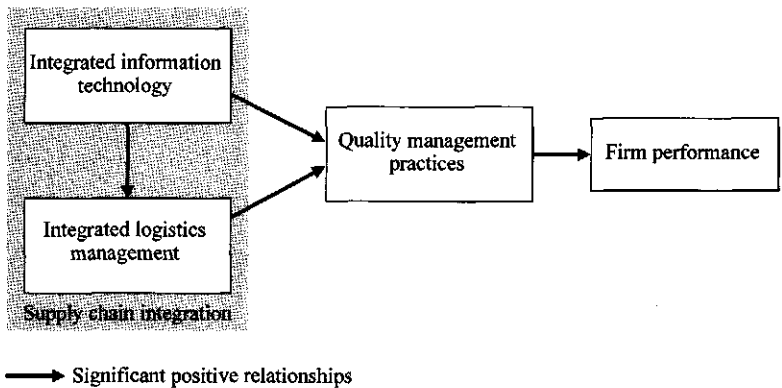 Integrated information
technology
Quality management
practices
Firm performance
Integrated logistics
management
Supply chain integration
Significant positive relationships